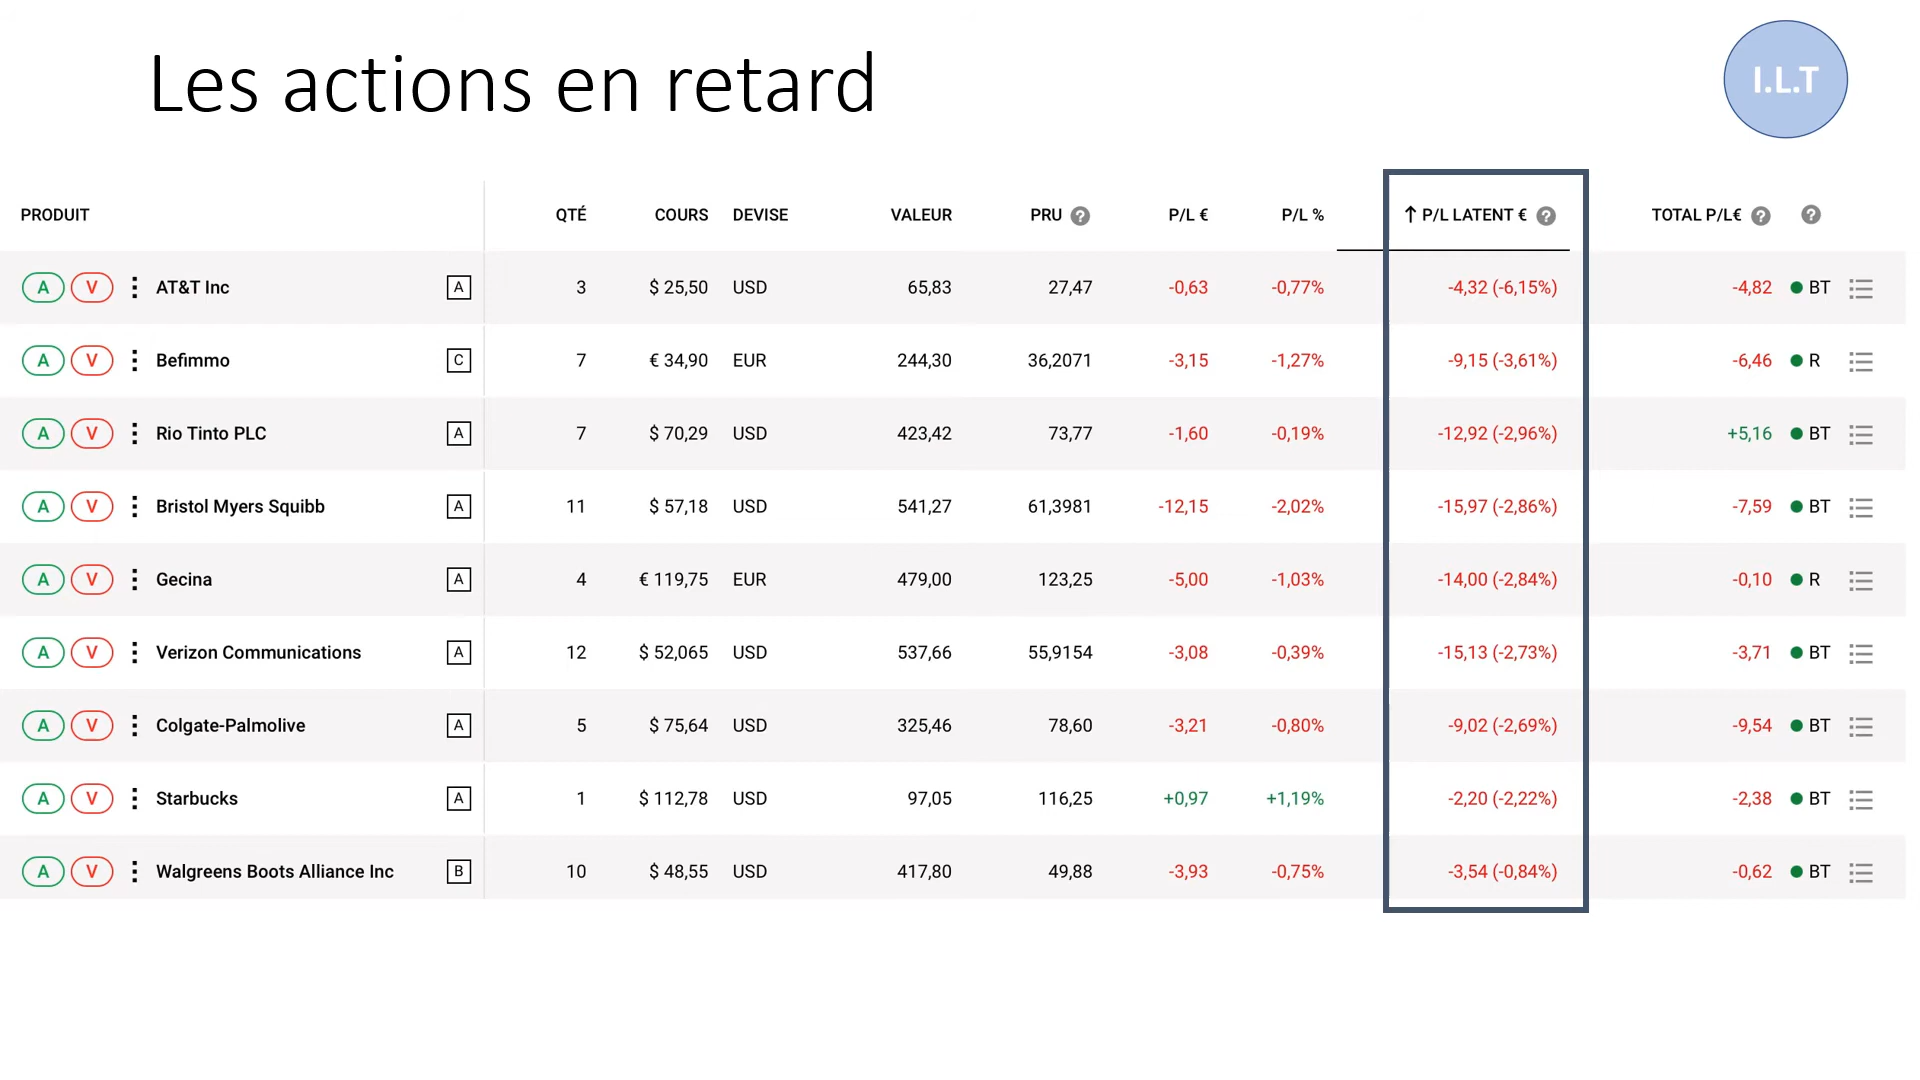 Les actions en retard
I.L.T
PRODUIT QTÉ COURS DEVISE VALEUR PRU ? P/L € P/L % ↑ P/L LATENT € ? TOTAL P/L€ ? ?
A V AT&T Inc A 3 $ 25,50 USD 65,83 27,47 -0,63 -0,77% -4,32 (-6,15%) -4,82 BT
A V Befimmo C 7 € 34,90 EUR 244,30 36,2071 -3,15 -1,27% -9,15 (-3,61%) -6,46 R
A V Rio Tinto PLC A 7 $ 70,29 USD 423,42 73,77 -1,60 -0,19% -12,92 (-2,96%) +5,16 BT
A V Bristol Myers Squibb A 11 $ 57,18 USD 541,27 61,3981 -12,15 -2,02% -15,97 (-2,86%) -7,59 BT
A V Gecina A 4 € 119,75 EUR 479,00 123,25 -5,00 -1,03% -14,00 (-2,84%) -0,10 R
A V Verizon Communications A 12 $ 52,065 USD 537,66 55,9154 -3,08 -0,39% -15,13 (-2,73%) -3,71 BT
A V Colgate-Palmolive A 5 $ 75,64 USD 325,46 78,60 -3,21 -0,80% -9,02 (-2,69%) -9,54 BT
A V Starbucks A 1 $ 112,78 USD 97,05 116,25 +0,97 +1,19% -2,20 (-2,22%) -2,38 BT
A V Walgreens Boots Alliance Inc B 10 $ 48,55 USD 417,80 49,88 -3,93 -0,75% -3,54 (-0,84%) -0,62 BT